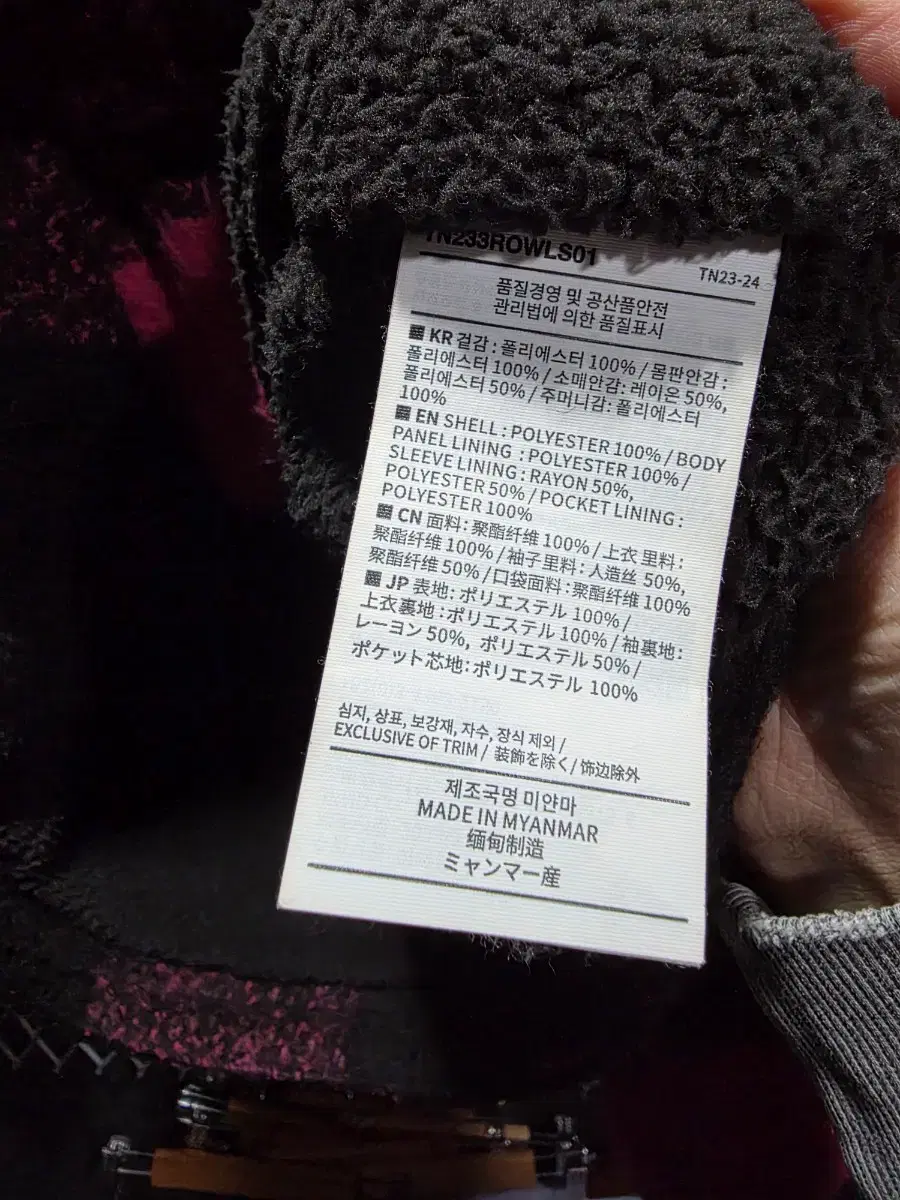 TN233ROWLS01
TN23-24
품질경영 및 공산품안전
관리법에 의한 품질표시
KR 겉감 : 폴리에스터 100% / 몸판안감 :
폴리에스터 100% / 소매안감: 레이온 50%,
폴리에스터 50% / 주머니감: 폴리에스터
100%
EN SHELL : POLYESTER 100% / BODY
PANEL LINING : POLYESTER 100% /
SLEEVE LINING : RAYON 50%,
POLYESTER 50% / POCKET LINING :
POLYESTER 100%
CN 面料: 聚酯纤维 100% / 上衣 里料:
聚酯纤维 100% / 袖子里料: 人造丝 50%,
聚酯纤维 50% / 口袋面料: 聚酯纤维 100%
JP 表地: ポリエステル 100% /
上衣裏地 : ポリエステル 100% / 袖裏地:
レーヨン 50%, ポリエステル 50% /
ポケット芯地: ポリエステル 100%
심지, 상표, 보강재, 자수, 장식 제외 /
EXCLUSIVE OF TRIM / 装飾を除く / 饰边除外
제조국명 미얀마
MADE IN MYANMAR
缅甸制造
ミャンマー産